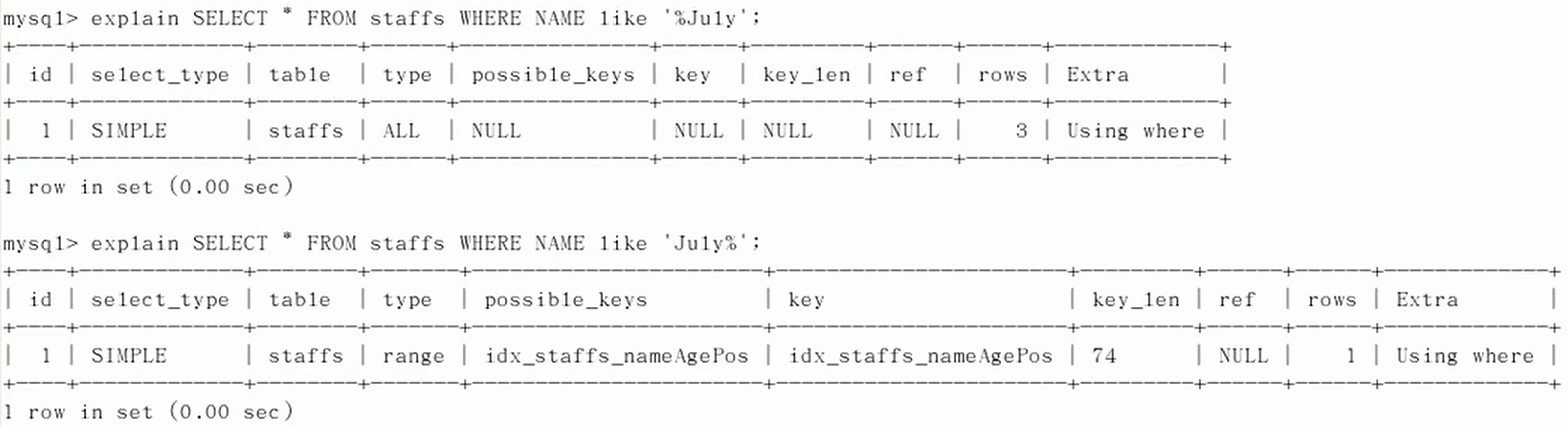 mysql> explain SELECT * FROM staffs WHERE NAME like '%July';
+----+-------------+--------+------+---------------+------+---------+------+------+-------------+
| id | select_type | table | type | possible_keys | key | key_len | ref | rows | Extra |
+----+-------------+--------+------+---------------+------+---------+------+------+-------------+
| 1 | SIMPLE | staffs | ALL | NULL | NULL | NULL | NULL | 3 | Using where |
+----+-------------+--------+------+---------------+------+---------+------+------+-------------+
1 row in set (0.00 sec)
mysql> explain SELECT * FROM staffs WHERE NAME like 'July%';
+----+-------------+--------+-------+-----------------------+-----------------------+---------+------+------+-------------+
| id | select_type | table | type | possible_keys | key | key_len | ref | rows | Extra |
+----+-------------+--------+-------+-----------------------+-----------------------+---------+------+------+-------------+
| 1 | SIMPLE | staffs | range | idx_staffs_nameAgePos | idx_staffs_nameAgePos | 74 | NULL | 1 | Using where |
+----+-------------+--------+-------+-----------------------+-----------------------+---------+------+------+-------------+
1 row in set (0.00 sec)